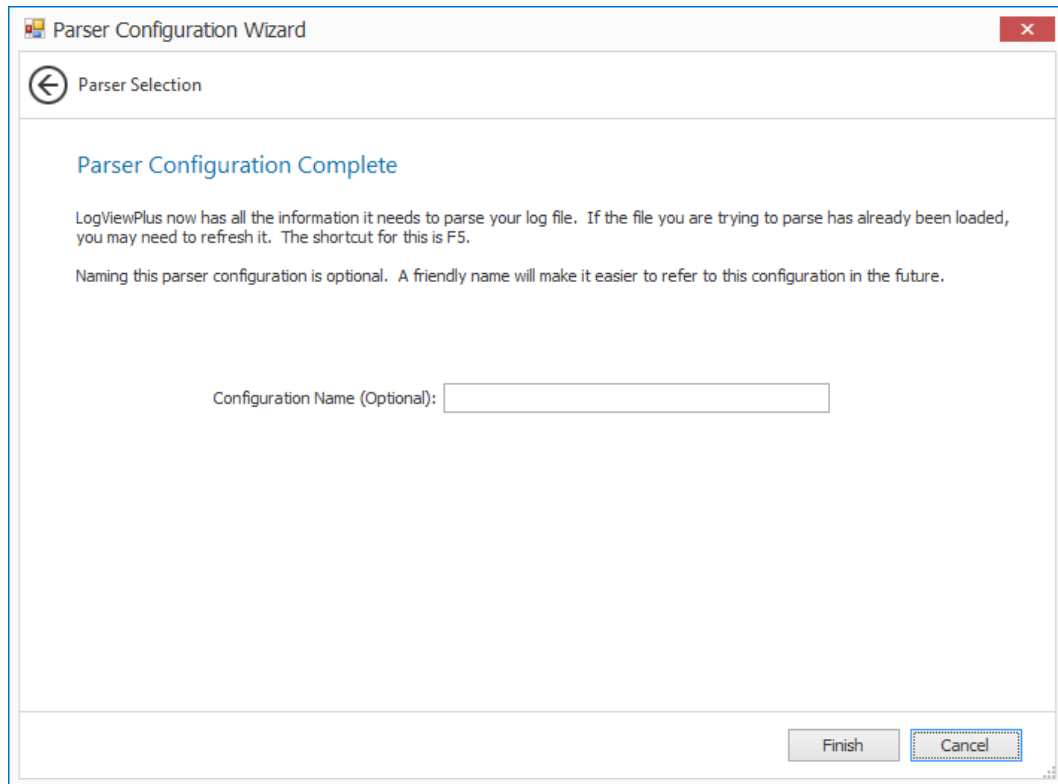 Parser Configuration Wizard
Parser Selection
Parser Configuration Complete
LogViewPlus now has all the information it needs to parse your log file.  If the file you are trying to parse has already been loaded,
you may need to refresh it.  The shortcut for this is F5.
Naming this parser configuration is optional.  A friendly name will make it easier to refer to this configuration in the future.
Configuration Name (Optional):
Finish Cancel